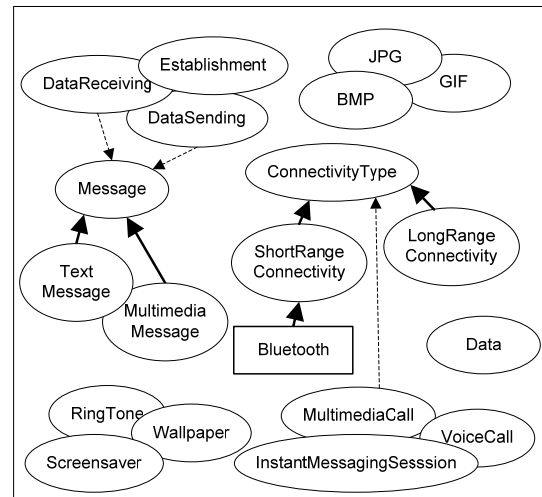 Establishment
DataReceiving
DataSending
JPG
GIF
BMP
Message
ConnectivityType
Text
Message
Multimedia
Message
ShortRange
Connectivity
LongRange
Connectivity
Bluetooth
Data
RingTone
Wallpaper
Screensaver
MultimediaCall
VoiceCall
InstantMessagingSesssion